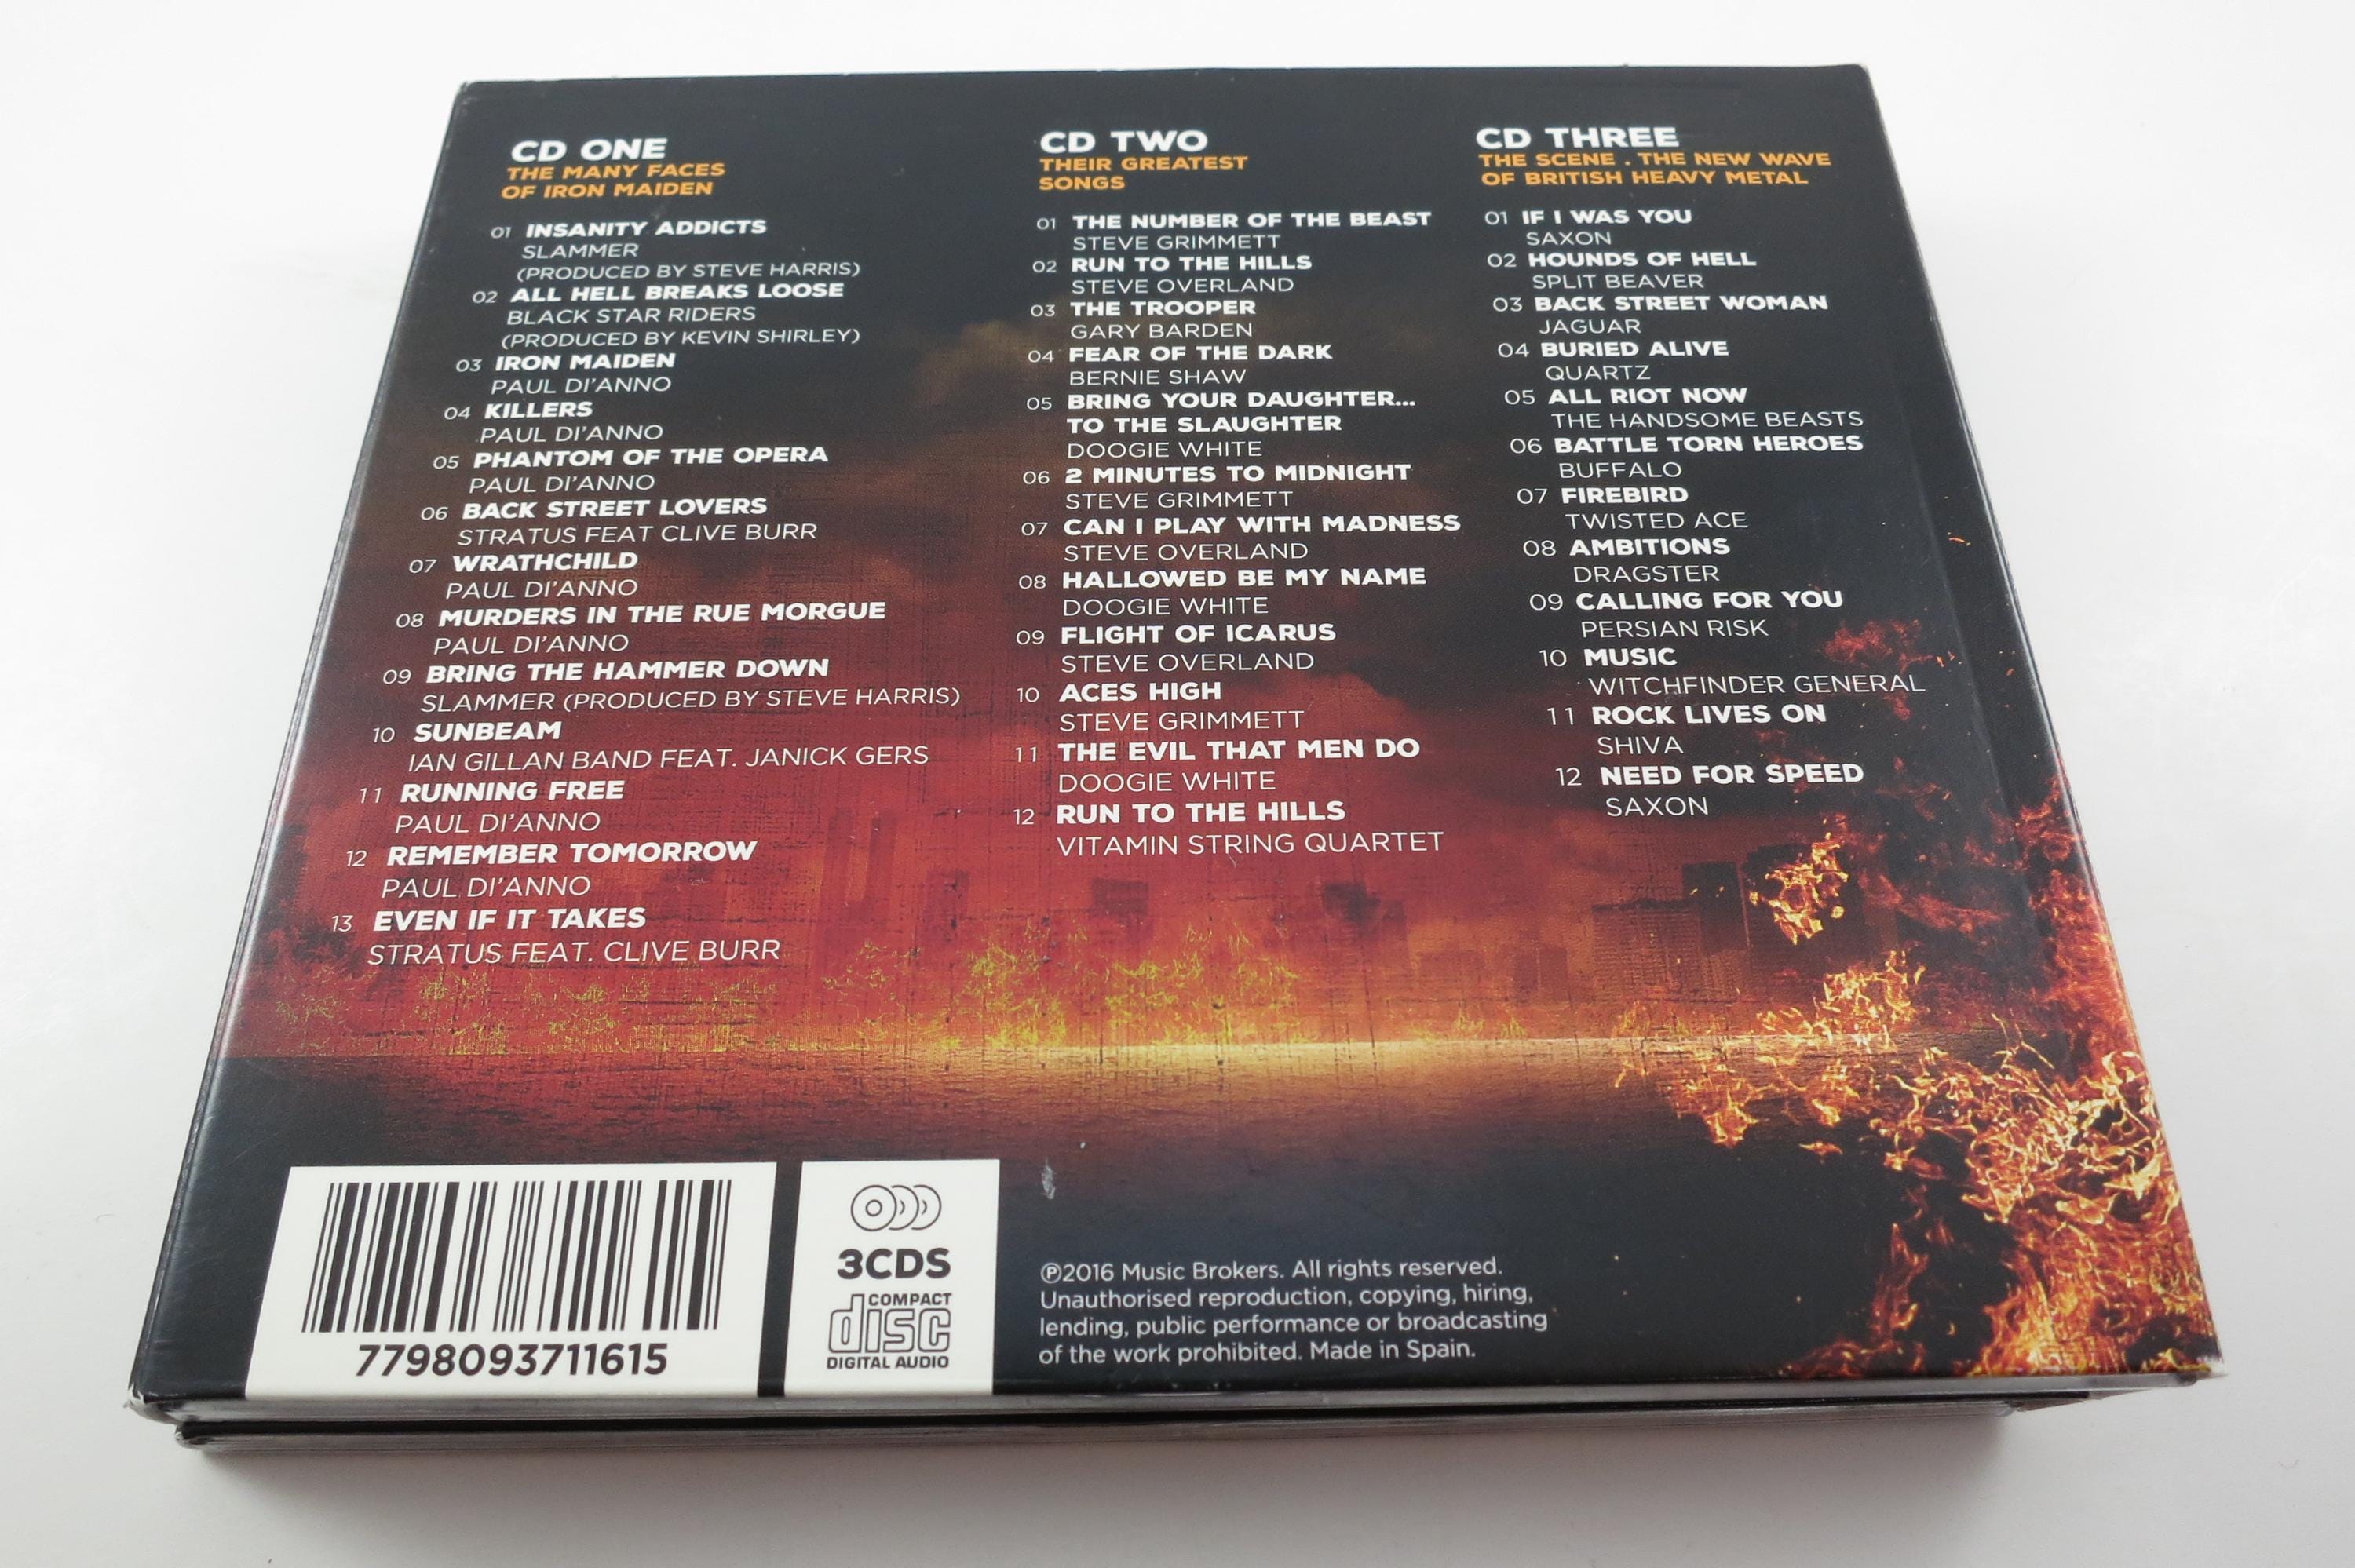 CD ONE
THE MANY FACES
OF IRON MAIDEN
01 INSANITY ADDICTS
SLAMMER
(PRODUCED BY STEVE HARRIS)
02 ALL HELL BREAKS LOOSE
BLACK STAR RIDERS
(PRODUCED BY KEVIN SHIRLEY)
03 IRON MAIDEN
PAUL DI'ANNO
04 KILLERS
PAUL DI'ANNO
05 PHANTOM OF THE OPERA
PAUL DI'ANNO
06 BACK STREET LOVERS
STRATUS FEAT CLIVE BURR
07 WRATHCHILD
PAUL DI'ANNO
08 MURDERS IN THE RUE MORGUE
PAUL DI'ANNO
09 BRING THE HAMMER DOWN
SLAMMER (PRODUCED BY STEVE HARRIS)
10 SUNBEAM
IAN GILLAN BAND FEAT. JANICK GERS
11 RUNNING FREE
PAUL DI'ANNO
12 REMEMBER TOMORROW
PAUL DI'ANNO
13 EVEN IF IT TAKES
STRATUS FEAT. CLIVE BURR
CD TWO
THEIR GREATEST
SONGS
01 THE NUMBER OF THE BEAST
STEVE GRIMMETT
02 RUN TO THE HILLS
STEVE OVERLAND
03 THE TROOPER
GARY BARDEN
04 FEAR OF THE DARK
BERNIE SHAW
05 BRING YOUR DAUGHTER...
TO THE SLAUGHTER
DOOGIE WHITE
06 2 MINUTES TO MIDNIGHT
STEVE GRIMMETT
07 CAN I PLAY WITH MADNESS
STEVE OVERLAND
08 HALLOWED BE MY NAME
DOOGIE WHITE
09 FLIGHT OF ICARUS
STEVE OVERLAND
10 ACES HIGH
STEVE GRIMMETT
11 THE EVIL THAT MEN DO
DOOGIE WHITE
12 RUN TO THE HILLS
VITAMIN STRING QUARTET
CD THREE
THE SCENE . THE NEW WAVE
OF BRITISH HEAVY METAL
01 IF I WAS YOU
SAXON
02 HOUNDS OF HELL
SPLIT BEAVER
03 BACK STREET WOMAN
JAGUAR
04 BURIED ALIVE
QUARTZ
05 ALL RIOT NOW
THE HANDSOME BEASTS
06 BATTLE TORN HEROES
BUFFALO
07 FIREBIRD
TWISTED ACE
08 AMBITIONS
DRAGSTER
09 CALLING FOR YOU
PERSIAN RISK
10 MUSIC
WITCHFINDER GENERAL
11 ROCK LIVES ON
SHIVA
12 NEED FOR SPEED
SAXON
7798093711615
3CDS
COMPACT
disc
DIGITAL AUDIO
℗2016 Music Brokers. All rights reserved.
Unauthorised reproduction, copying, hiring,
lending, public performance or broadcasting
of the work prohibited. Made in Spain.